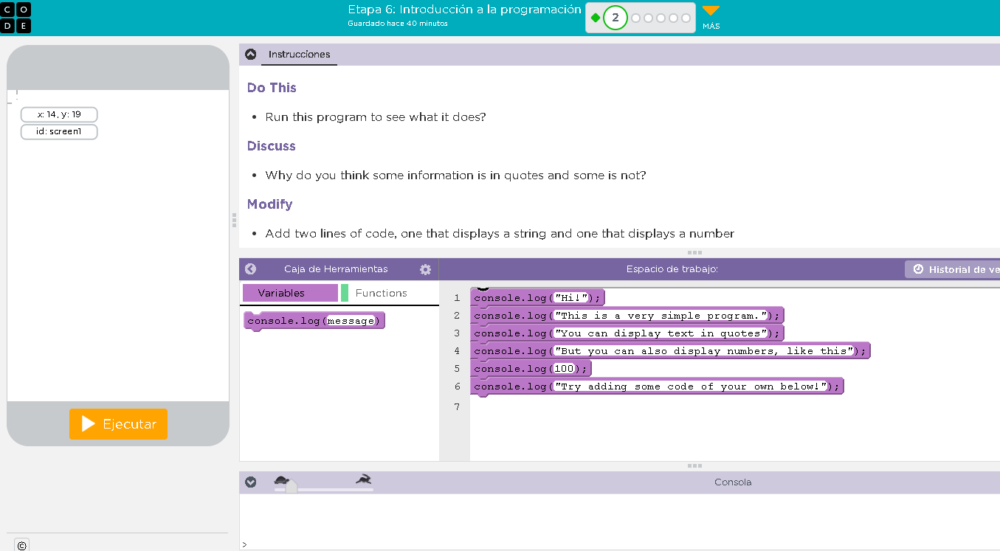 C O
D E
Etapa 6: Introducción a la programación
Guardado hace 40 minutos
2
MÁS
Instrucciones
Do This
• Run this program to see what it does?
Discuss
• Why do you think some information is in quotes and some is not?
Modify
• Add two lines of code, one that displays a string and one that displays a number
x: 14, y: 19
id: screen1
Ejecutar
Caja de Herramientas
Espacio de trabajo:
Historial de ve
Variables
Functions
console.log(message)
1 console.log("Hi!");
2 console.log("This is a very simple program.");
3 console.log("You can display text in quotes");
4 console.log("But you can also display numbers, like this");
5 console.log(100);
6 console.log("Try adding some code of your own below!");
7
Consola
>
©